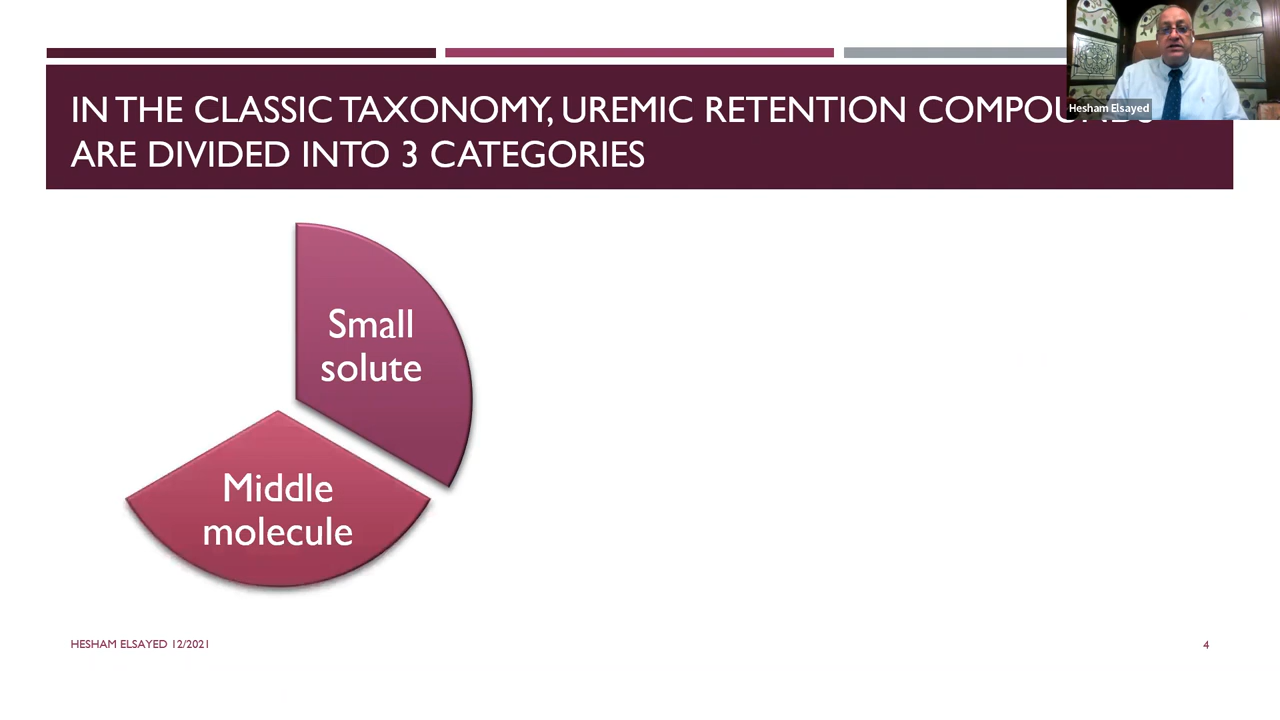 IN THE CLASSIC TAXONOMY, UREMIC RETENTION
ARE DIVIDED INTO 3 CATEGORIES
Hesham Elsayed
Small
solute
Middle
molecule
HESHAM ELSAYED 12/2021
4